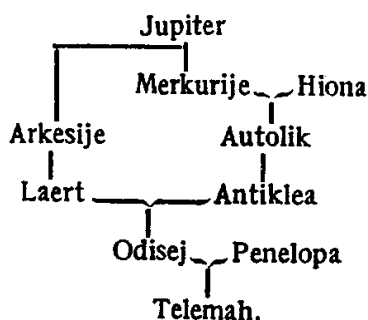 Jupiter
Merkurije Hiona
Arkesije Autolik
Laert Antiklea
Odisej Penelopa
Telemah.